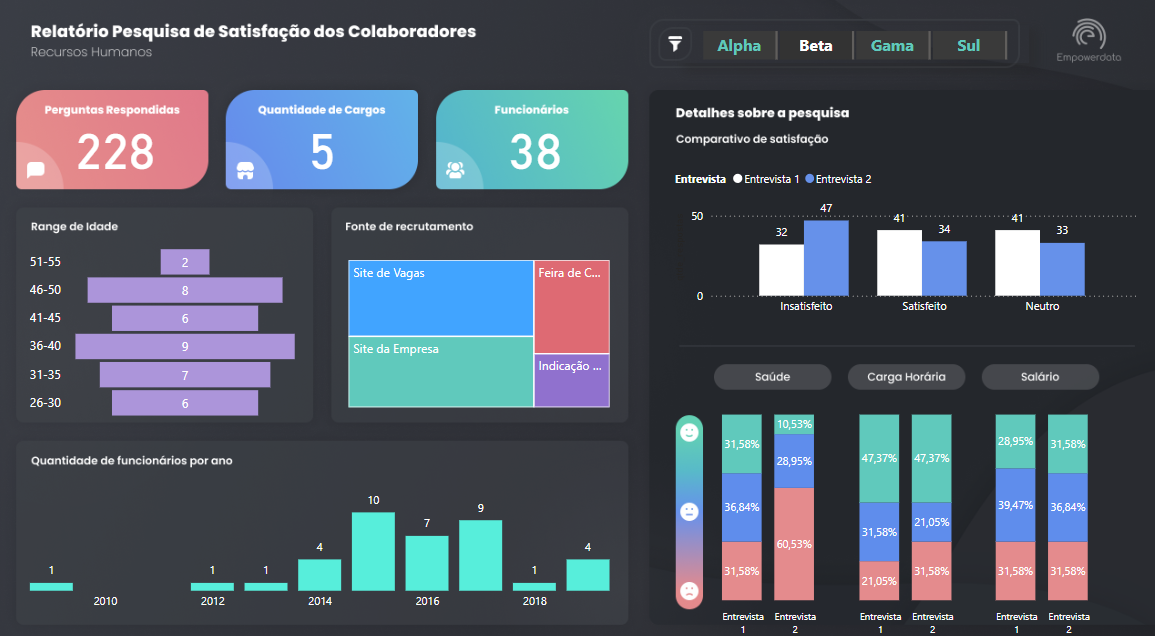 Relatório Pesquisa de Satisfação dos Colaboradores
Recursos Humanos
Alpha Beta Gama Sul
Empowerdata
Perguntas Respondidas
228
Quantidade de Cargos
5
Funcionários
38
Range de Idade
51-55 2
46-50 8
41-45 6
36-40 9
31-35 7
26-30 6
Fonte de recrutamento
Site de Vagas
Feira de C...
Site da Empresa
Indicação ...
Quantidade de funcionários por ano
1 1 1 4 10 7 9 1 4
2010 2012 2014 2016 2018
Detalhes sobre a pesquisa
Comparativo de satisfação
Entrevista Entrevista 1 Entrevista 2
50
0
32 47 41 34 41 33
Insatisfeito Satisfeito Neutro
Saúde Carga Horária Salário
31,58% 10,53% 47,37% 47,37% 28,95% 31,58%
36,84% 28,95% 31,58% 21,05% 39,47% 36,84%
31,58% 60,53% 21,05% 31,58% 31,58% 31,58%
Entrevista Entrevista Entrevista Entrevista Entrevista Entrevista
1 2 1 2 1 2